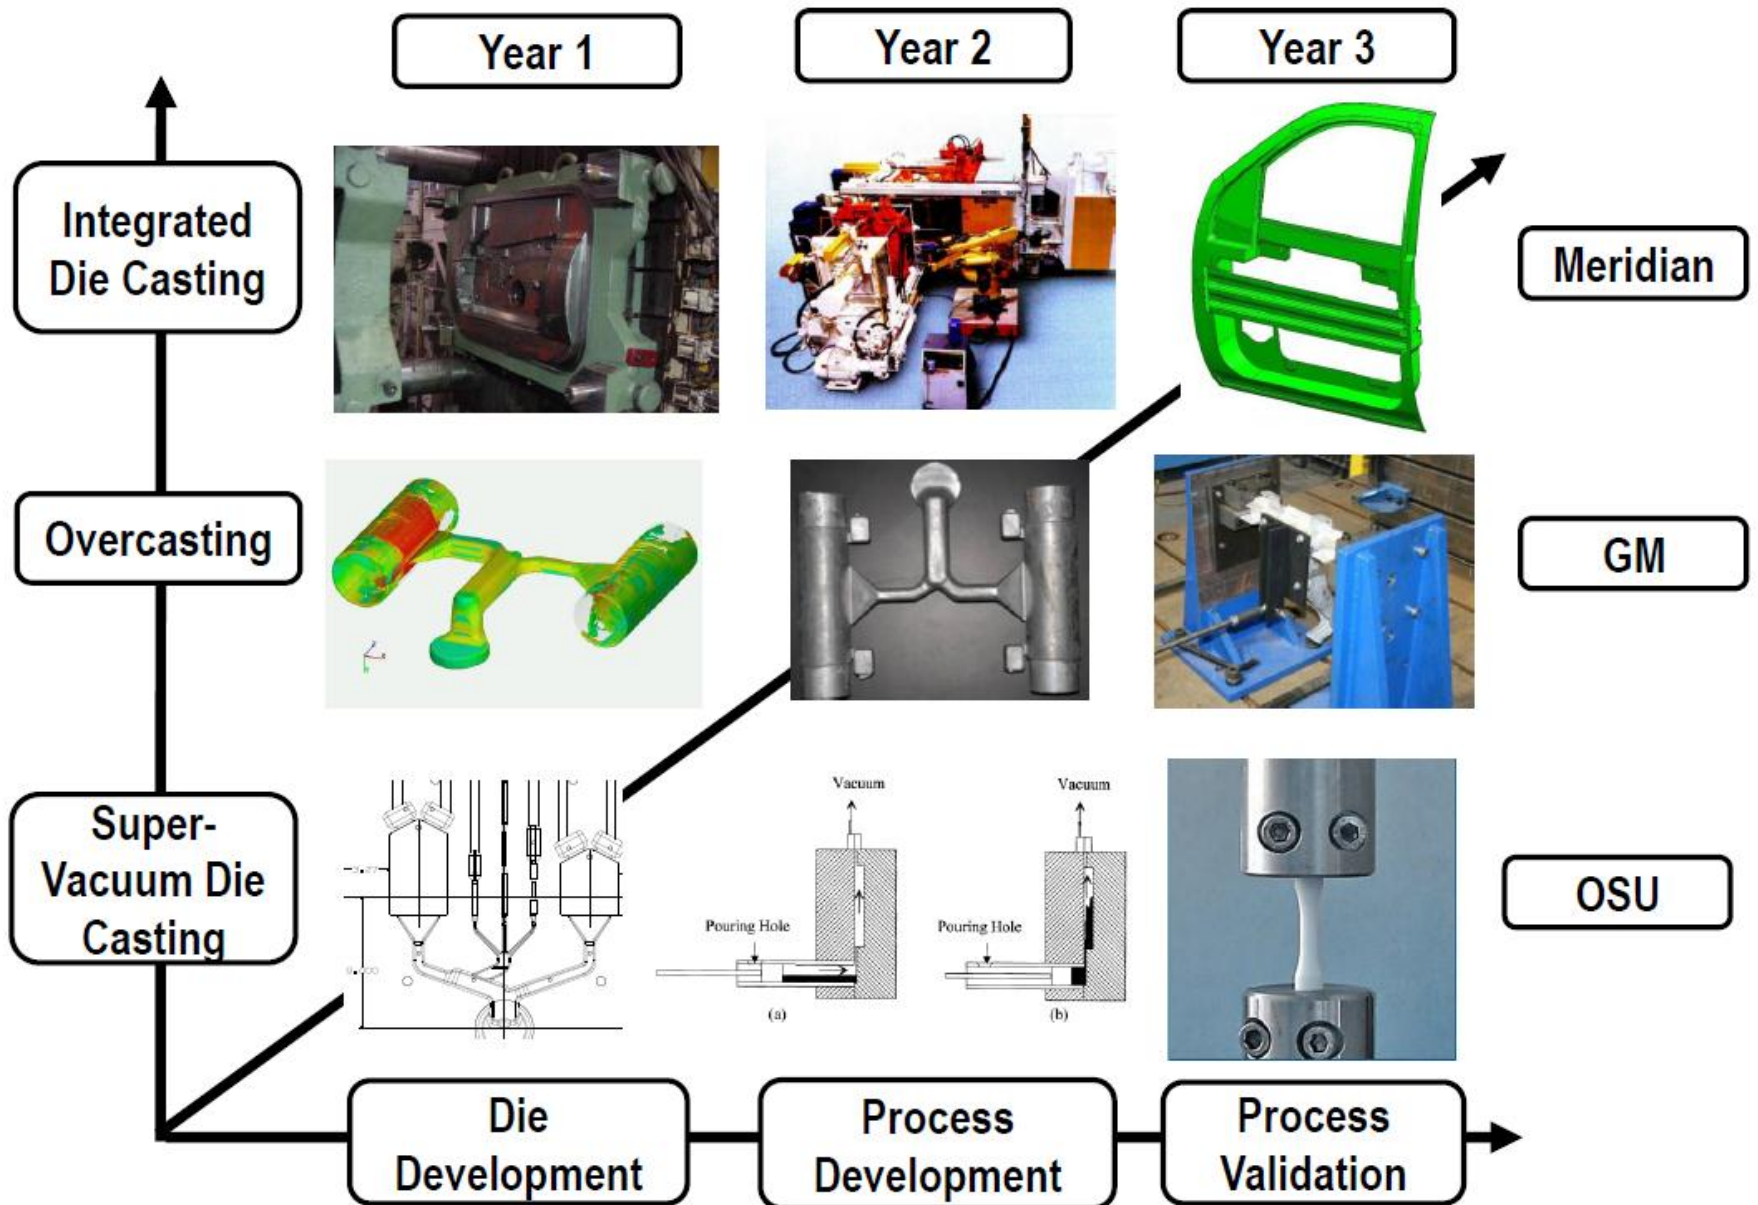 Year 1
Year 2
Year 3
Integrated
Die Casting
Meridian
Overcasting
GM
Super-
Vacuum Die
Casting
Vacuum
Vacuum
Pouring Hole
Pouring Hole
(a)
(b)
OSU
Die
Development
Process
Development
Process
Validation